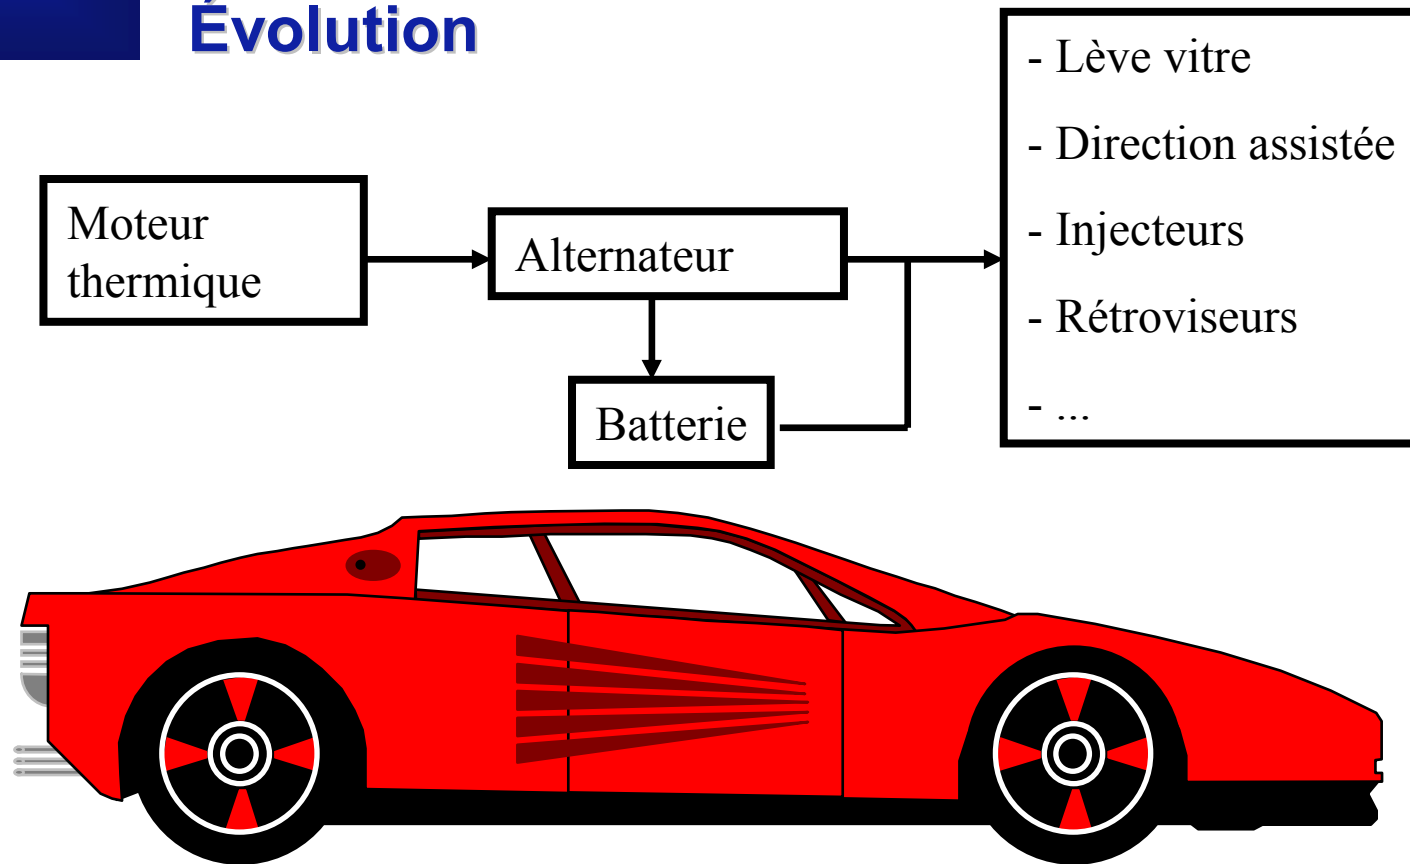 Évolution
Moteur
thermique
Alternateur
Batterie
- Lève vitre
- Direction assistée
- Injecteurs
- Rétroviseurs
- ...